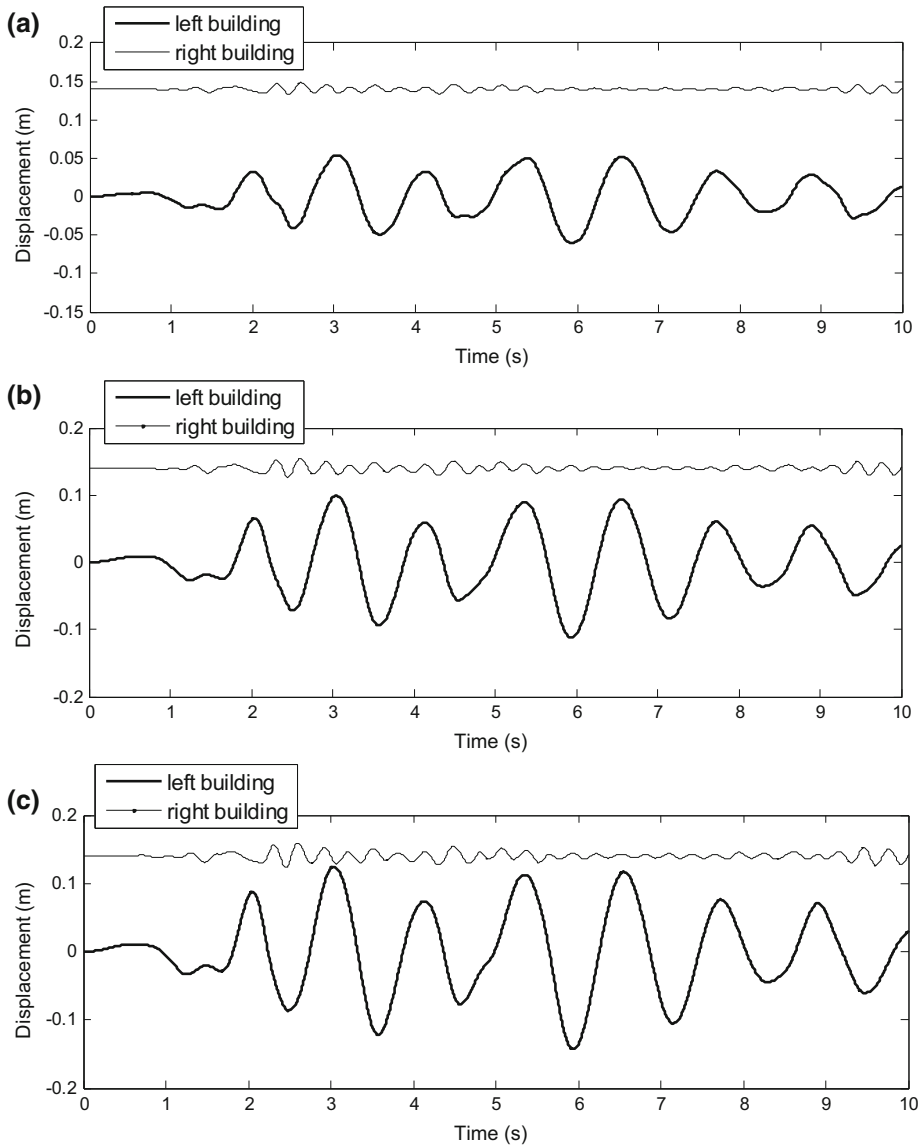 (a)
left building
right building
0.2
0.15
0.1
0.05
0
-0.05
-0.1
-0.15
Displacement (m)
0 1 2 3 4 5 6 7 8 9 10
Time (s)
(b)
left building
right building
0.2
0.1
0
-0.1
-0.2
Displacement (m)
0 1 2 3 4 5 6 7 8 9 10
Time (s)
(c)
left building
right building
0.2
0.1
0
-0.1
-0.2
Displacement (m)
0 1 2 3 4 5 6 7 8 9 10
Time (s)